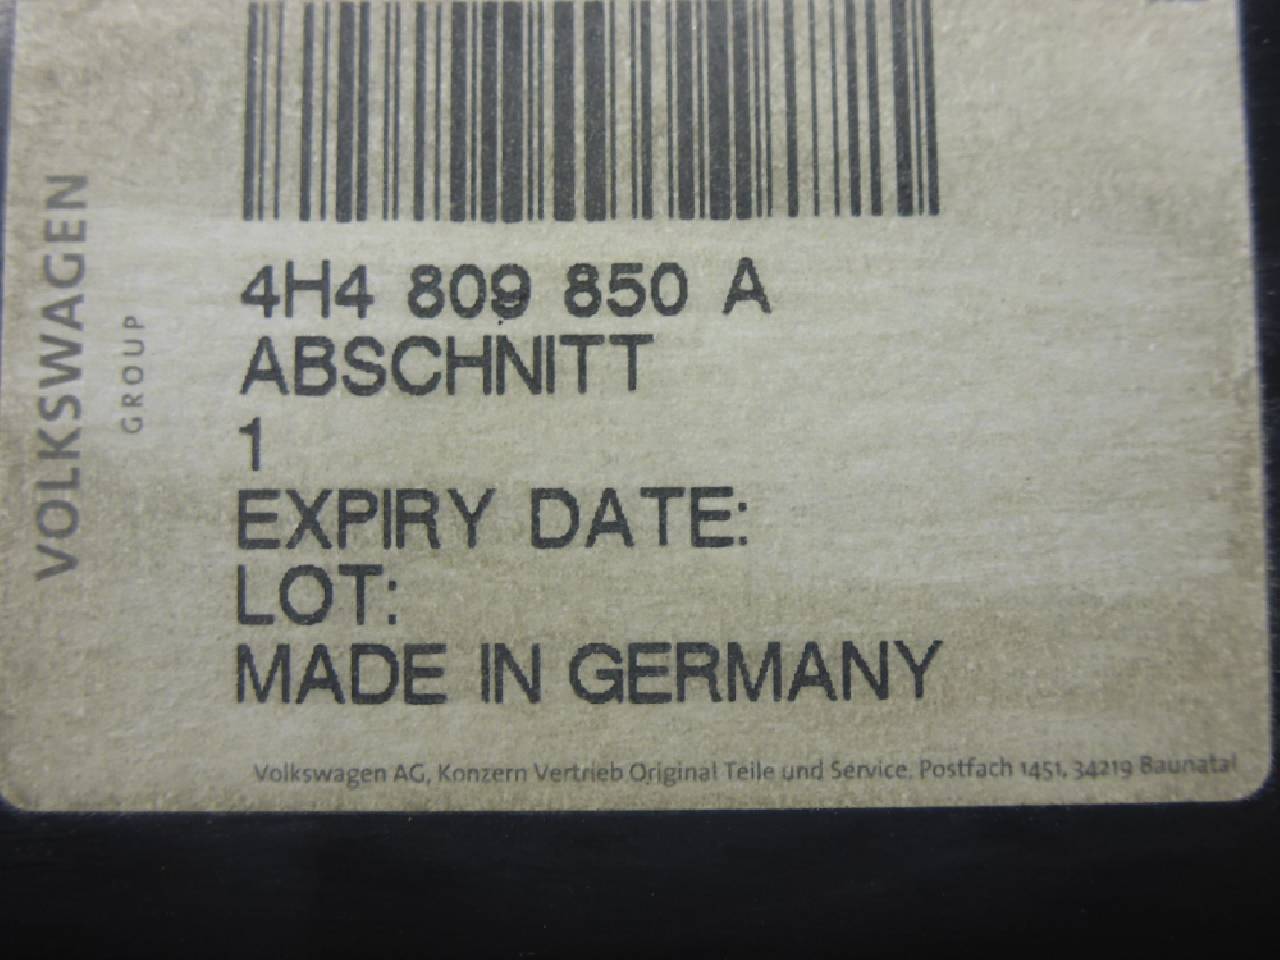 VOLKSWAGEN
GROUP
4H4 809 850 A
ABSCHNITT
1
EXPIRY DATE:
LOT:
MADE IN GERMANY
Volkswagen AG, Konzern Vertrieb Original Teile und Service, Postfach 1451, 34219 Baunatal